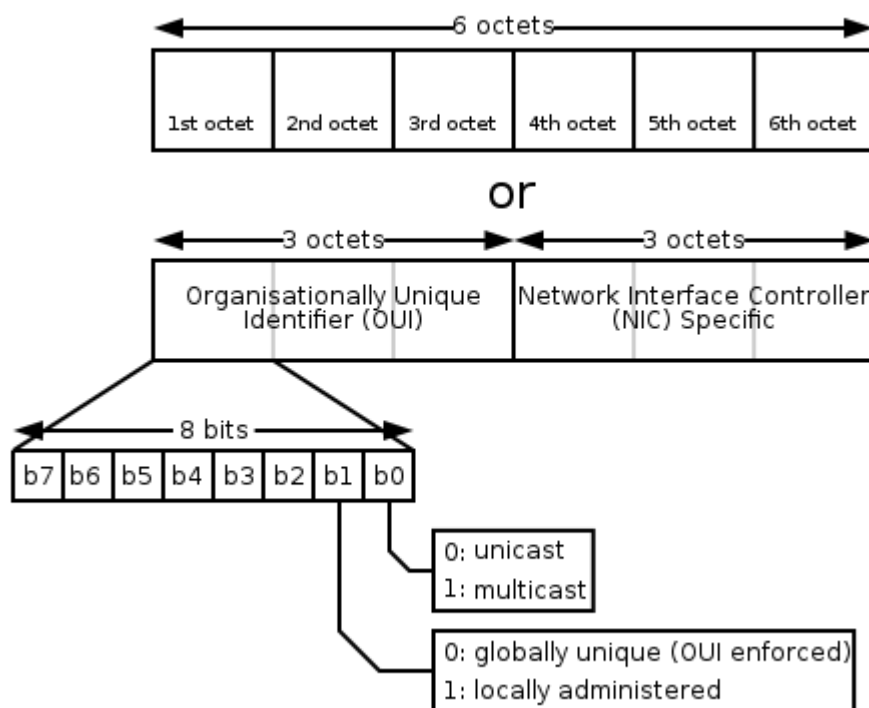 6 octets
1st octet 2nd octet 3rd octet 4th octet 5th octet 6th octet
or
3 octets 3 octets
Organisationally Unique
Identifier (OUI)
Network Interface Controller
(NIC) Specific
8 bits
b7 b6 b5 b4 b3 b2 b1 b0
0: unicast
1: multicast
0: globally unique (OUI enforced)
1: locally administered